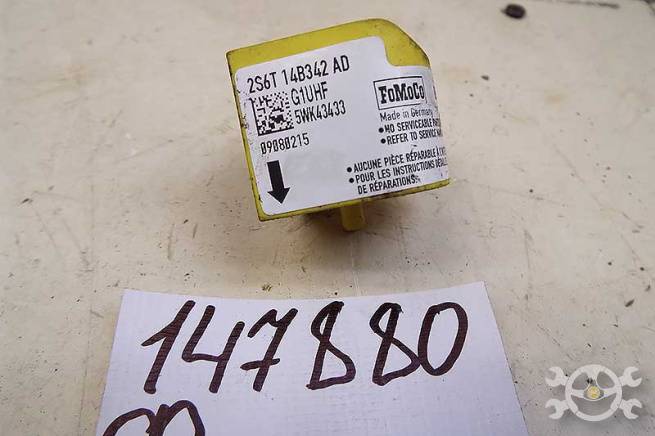 2S6T 14B342 AD
G1UHF
5WK43433
09080215
FoMoCo
Made in Germany
• NO SERVICEABLE
• REFER TO SERVICE
• AUCUNE PIÈCE RÉPARABLE À
• POUR LES INSTRUCTIONS
DE RÉPARATIONS.
147880